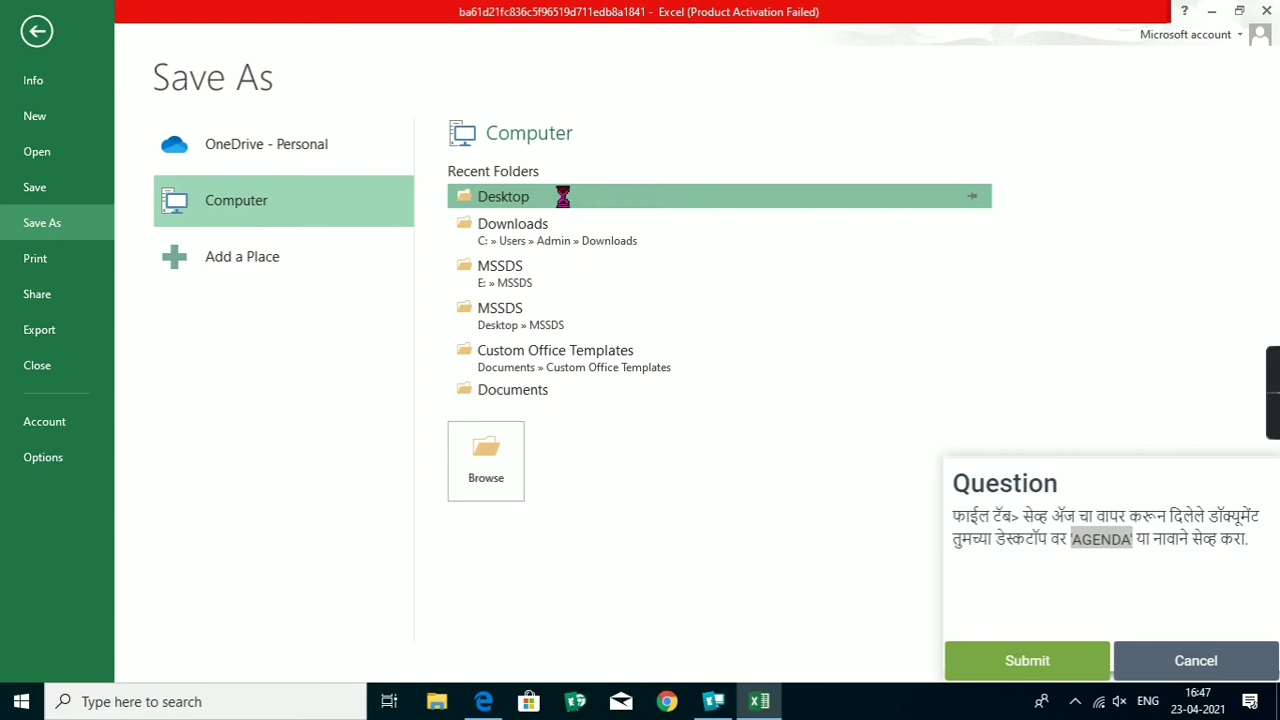 ba61d21fc836c5f96519d711edb8a1841 - Excel (Product Activation Failed)
?
Microsoft account
Info
New
Open
Save
Save As
Print
Share
Export
Close
Account
Options
Save As
OneDrive - Personal
Computer
Add a Place
Computer
Recent Folders
Desktop
Downloads
C: » Users » Admin » Downloads
MSSDS
E: » MSSDS
MSSDS
Desktop » MSSDS
Custom Office Templates
Documents » Custom Office Templates
Documents
Browse
Question
फाईल टॅब> सेव्ह ॲज चा वापर करून दिलेले डॉक्यूमेंट
तुमच्या डेस्कटॉप वर 'AGENDA' या नावाने सेव्ह करा.
Submit
Cancel
Type here to search
ENG
16:47
23-04-2021